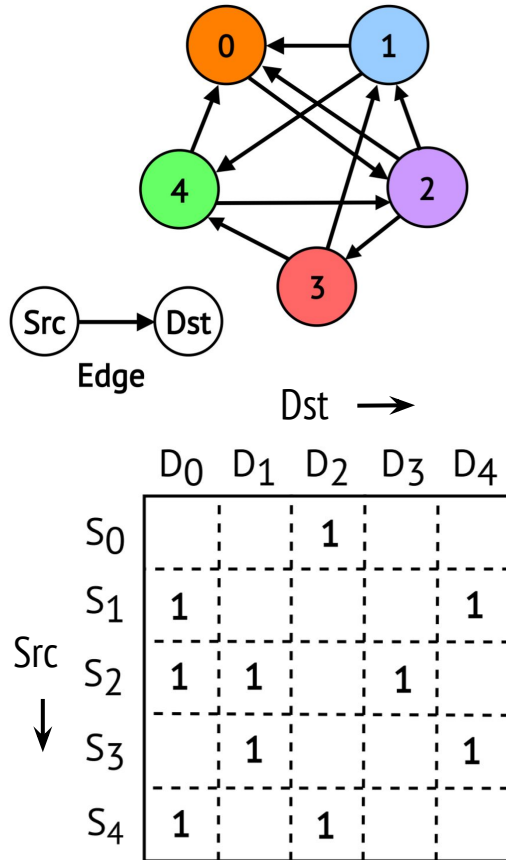 0 1
4 2
3
Src Dst
Edge
Dst
D0 D1 D2 D3 D4
S0 1
S1 1 1
Src S2 1 1 1
S3 1 1
S4 1 1